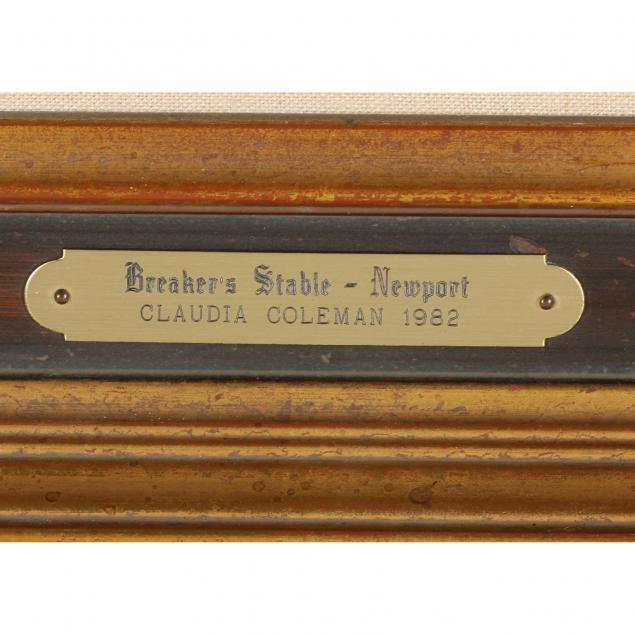 Breaker's Stable - Newport
CLAUDIA COLEMAN 1982